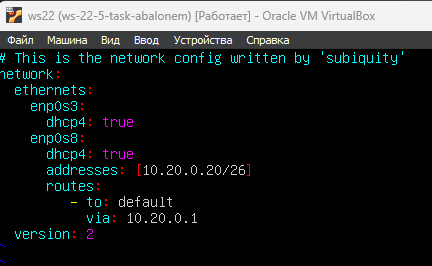 ws22 (ws-22-5-task-abalonem) [Работает] - Oracle VM VirtualBox
Файл Машина Вид Ввод Устройства Справка
# This is the network config written by 'subiquity'
network:
  ethernets:
    enp0s3:
      dhcp4: true
    enp0s8:
      dhcp4: true
      addresses: [10.20.0.20/26]
      routes:
         - to: default
           via: 10.20.0.1
  version: 2
~
~